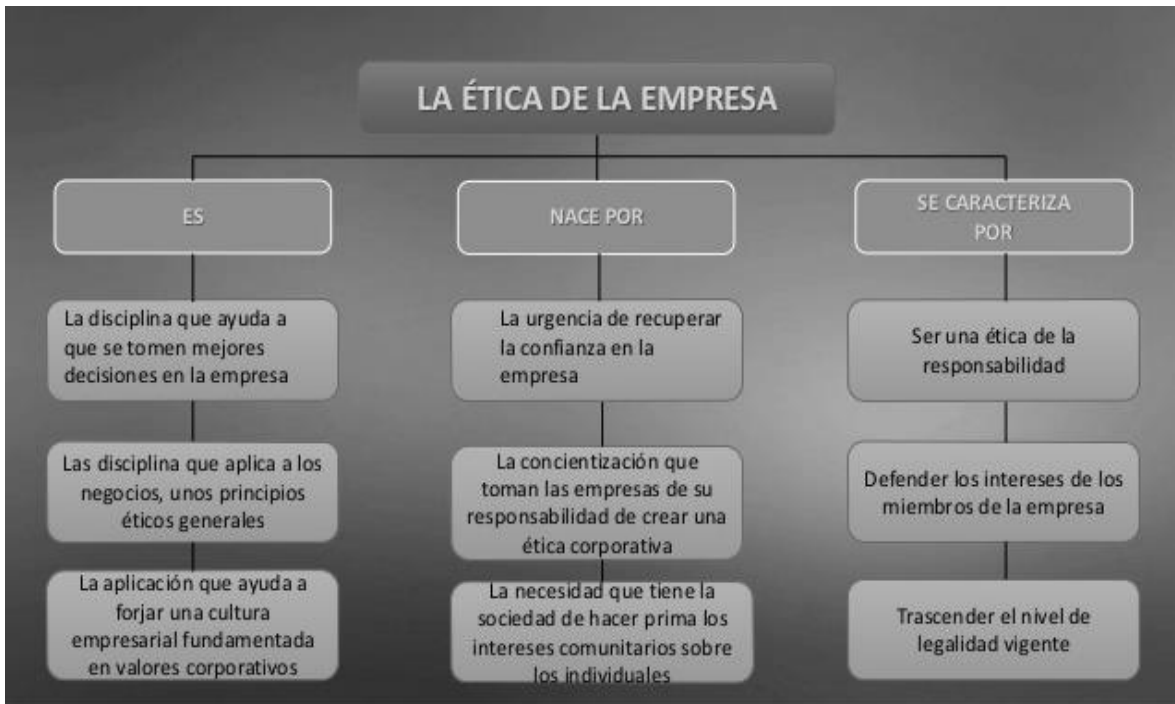 LA ÉTICA DE LA EMPRESA
ES
La disciplina que ayuda a
que se tomen mejores
decisiones en la empresa
Las disciplina que aplica a los
negocios, unos principios
éticos generales
La aplicación que ayuda a
forjar una cultura
empresarial fundamentada
en valores corporativos
NACE POR
La urgencia de recuperar
la confianza en la
empresa
La concientización que
toman las empresas de su
responsabilidad de crear una
ética corporativa
La necesidad que tiene la
sociedad de hacer prima los
intereses comunitarios sobre
los individuales
SE CARACTERIZA
POR
Ser una ética de la
responsabilidad
Defender los intereses de los
miembros de la empresa
Trascender el nivel de
legalidad vigente